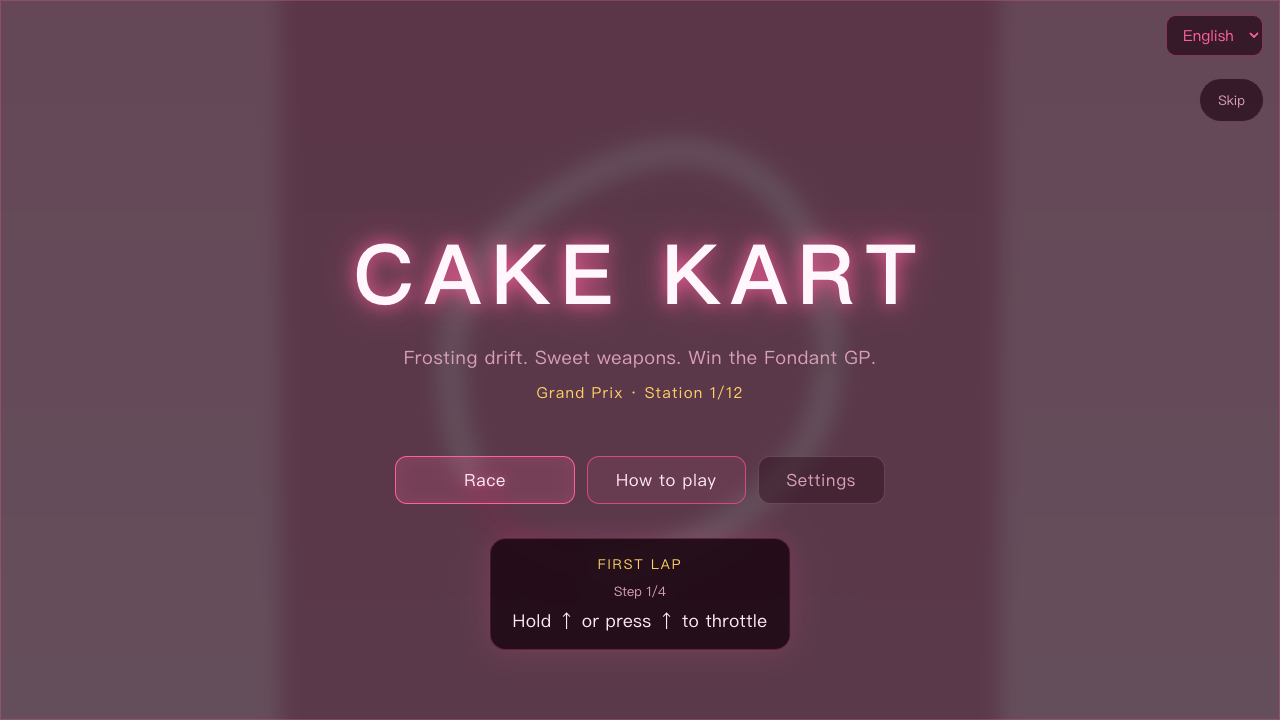 English
Skip
CAKE KART
Frosting drift. Sweet weapons. Win the Fondant GP.
Grand Prix · Station 1/12
Race
How to play
Settings
FIRST LAP
Step 1/4
Hold ↑ or press ↑ to throttle